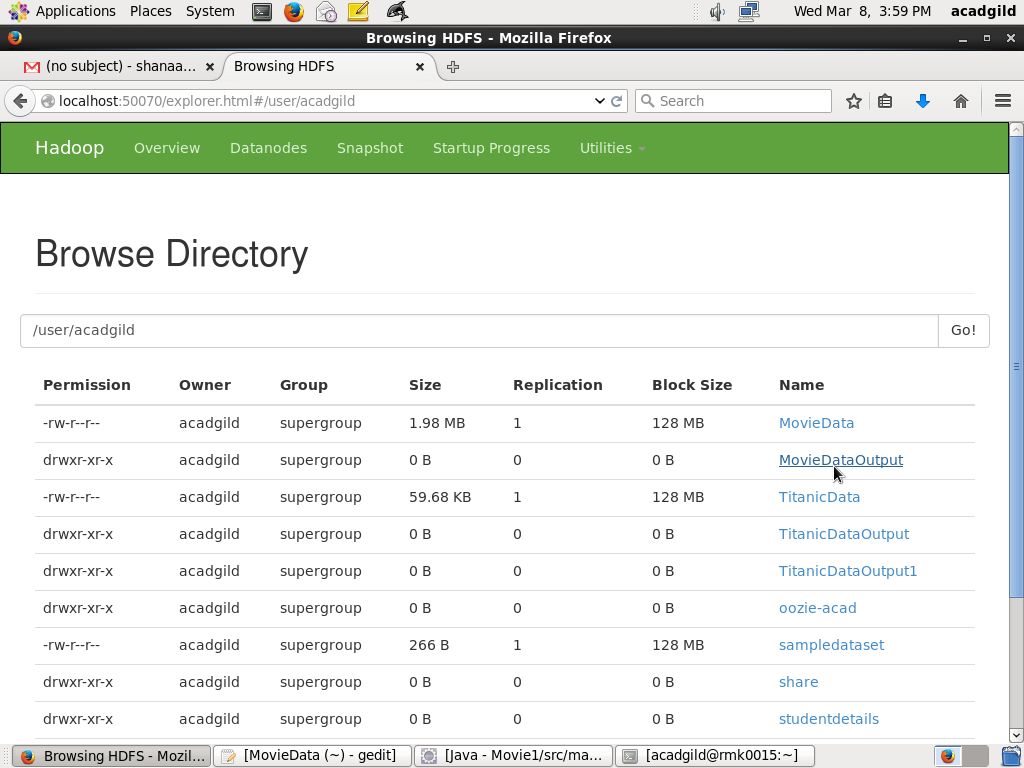 Applications Places System Wed Mar 8, 3:59 PM acadgild
Browsing HDFS - Mozilla Firefox
(no subject) - shanaa... Browsing HDFS
localhost:50070/explorer.html#/user/acadgild Search
Hadoop Overview Datanodes Snapshot Startup Progress Utilities
Browse Directory
/user/acadgild Go!
Permission Owner Group Size Replication Block Size Name
-rw-r--r-- acadgild supergroup 1.98 MB 1 128 MB MovieData
drwxr-xr-x acadgild supergroup 0 B 0 0 B MovieDataOutput
-rw-r--r-- acadgild supergroup 59.68 KB 1 128 MB TitanicData
drwxr-xr-x acadgild supergroup 0 B 0 0 B TitanicDataOutput
drwxr-xr-x acadgild supergroup 0 B 0 0 B TitanicDataOutput1
drwxr-xr-x acadgild supergroup 0 B 0 0 B oozie-acad
-rw-r--r-- acadgild supergroup 266 B 1 128 MB sampledataset
drwxr-xr-x acadgild supergroup 0 B 0 0 B share
drwxr-xr-x acadgild supergroup 0 B 0 0 B studentdetails
Browsing HDFS - Mozil... [MovieData (~) - gedit] [Java - Movie1/src/ma... [acadgild@rmk0015:~]